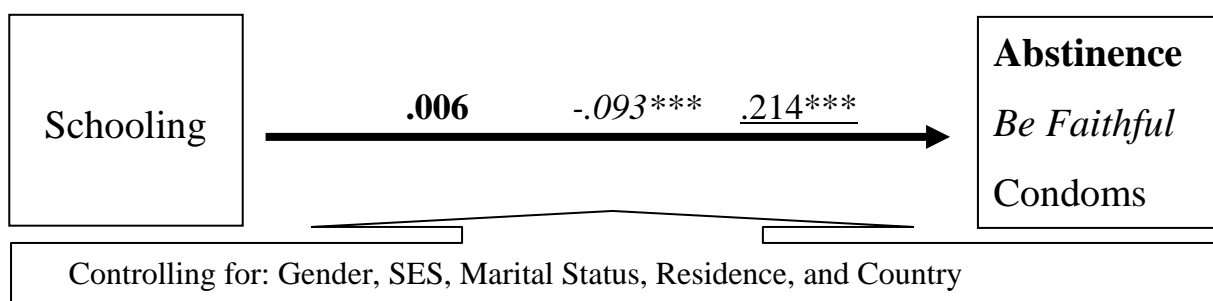 Schooling
.006 -.093*** .214***
Abstinence
Be Faithful
Condoms
Controlling for: Gender, SES, Marital Status, Residence, and Country